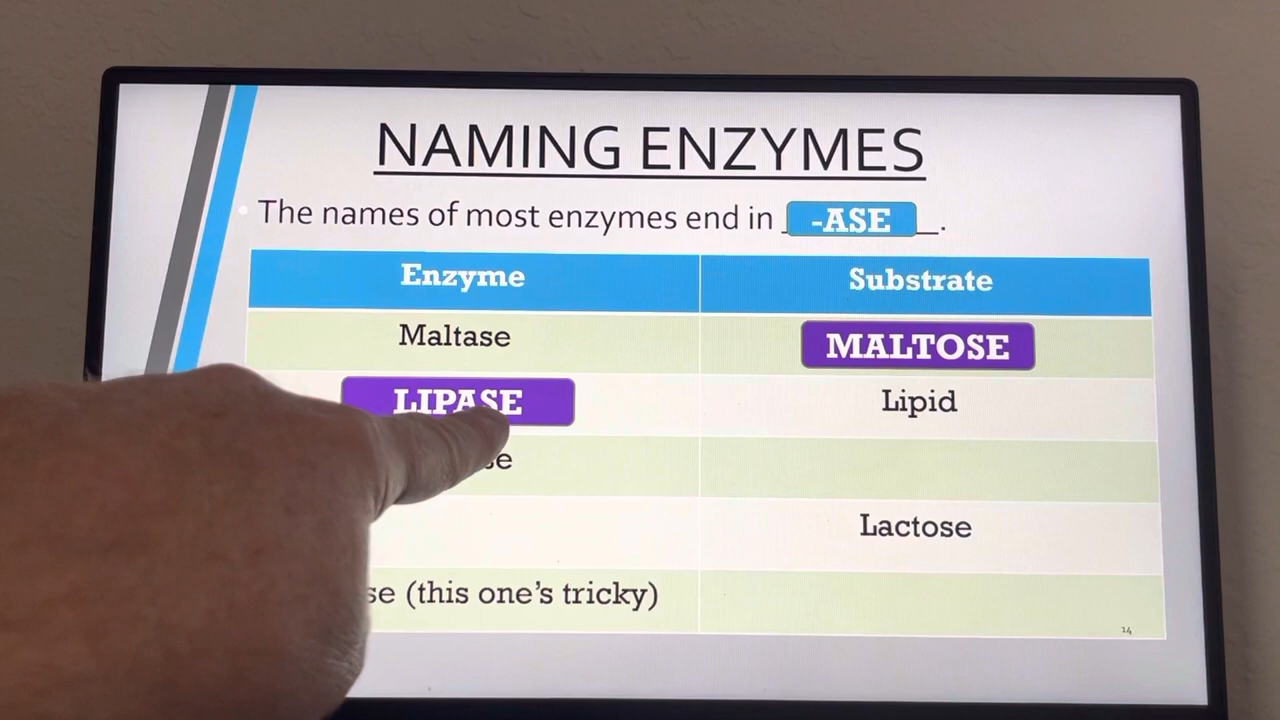 NAMING ENZYMES
The names of most enzymes end in -ASE.
Enzyme Substrate
Maltase MALTOSE
LIPASE Lipid
Lactose
(this one's tricky)
14